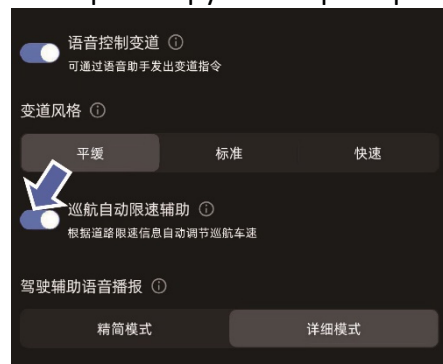 语音控制变道
可通过语音助手发出变道指令
变道风格
平缓 标准 快速
巡航自动限速辅助
根据道路限速信息自动调节巡航车速
驾驶辅助语音播报
精简模式 详细模式